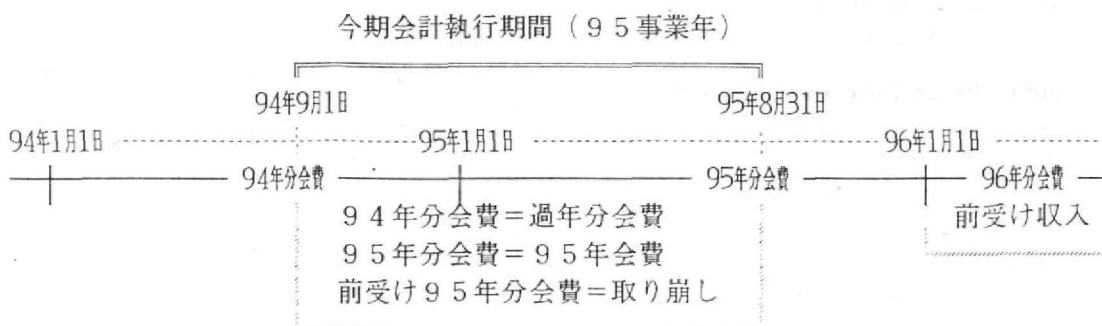 今期会計執行期間（９５事業年）
94年9月1日 95年8月31日
94年1月1日 95年1月1日 96年1月1日
94年分会費 95年分会費 96年分会費
９４年分会費＝過年分会費
前受け収入
９５年分会費＝９５年会費
前受け９５年分会費＝取り崩し